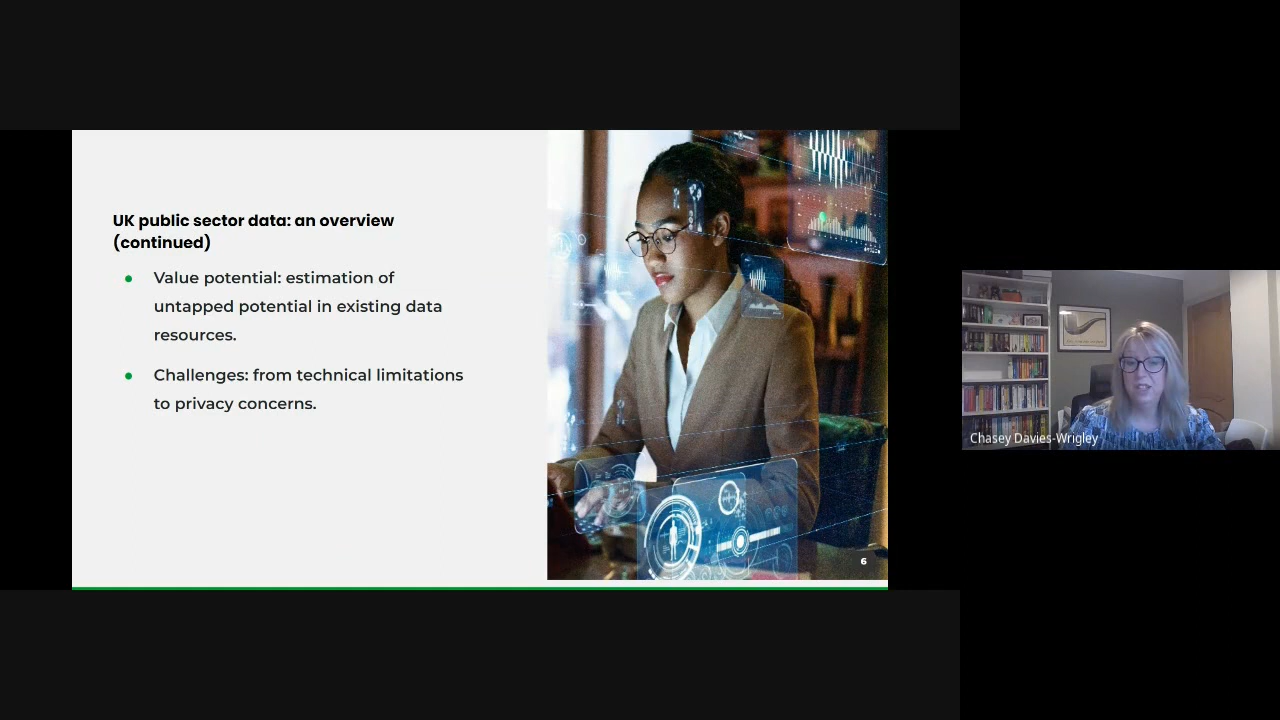 UK public sector data: an overview
(continued)
Value potential: estimation of
untapped potential in existing data
resources.
Challenges: from technical limitations
to privacy concerns.
6
Chasey Davies-Wrigley